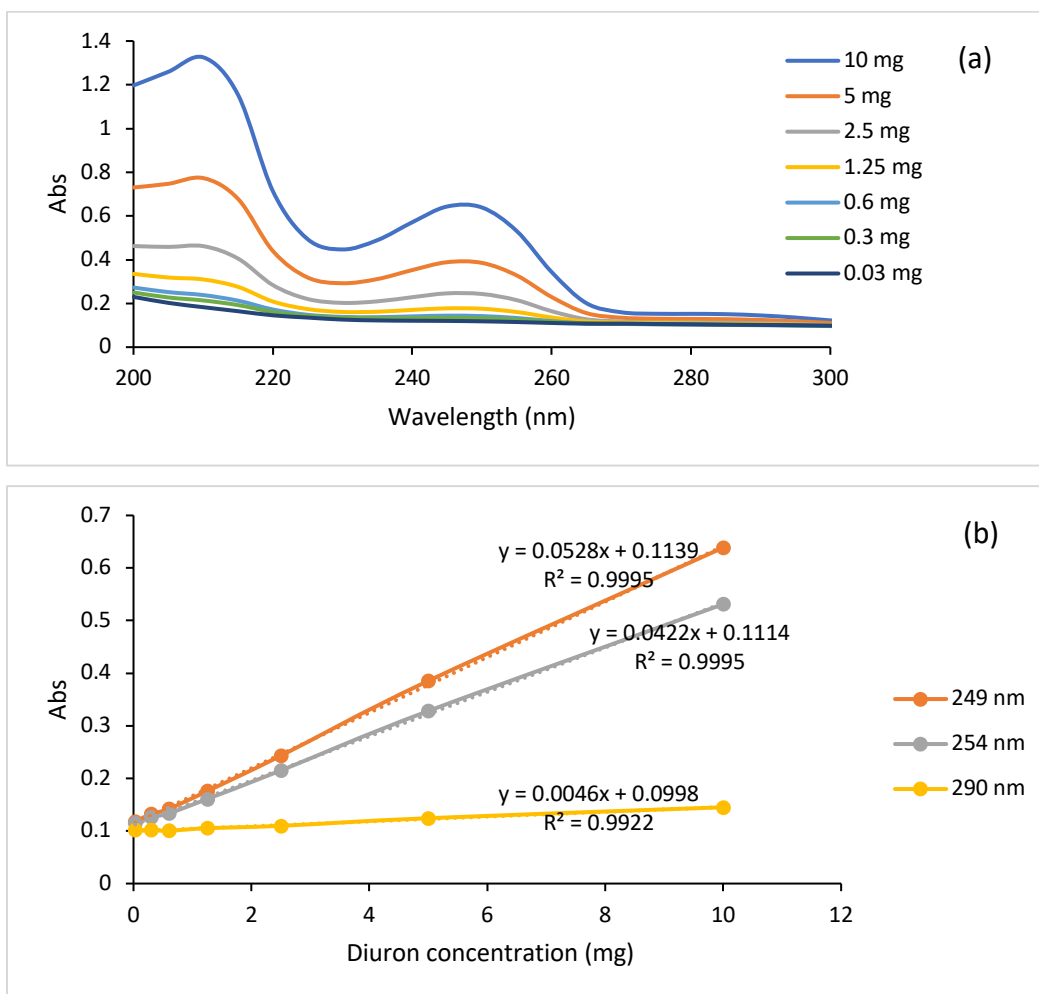 (a)
1.4
1.2
1
0.8
0.6
0.4
0.2
0
Abs
200
220
240
260
280
300
Wavelength (nm)
10 mg
5 mg
2.5 mg
1.25 mg
0.6 mg
0.3 mg
0.03 mg
(b)
0.7
0.6
0.5
0.4
0.3
0.2
0.1
0
Abs
y = 0.0528x + 0.1139
R² = 0.9995
y = 0.0422x + 0.1114
R² = 0.9995
y = 0.0046x + 0.0998
R² = 0.9922
0
2
4
6
8
10
12
Diuron concentration (mg)
249 nm
254 nm
290 nm